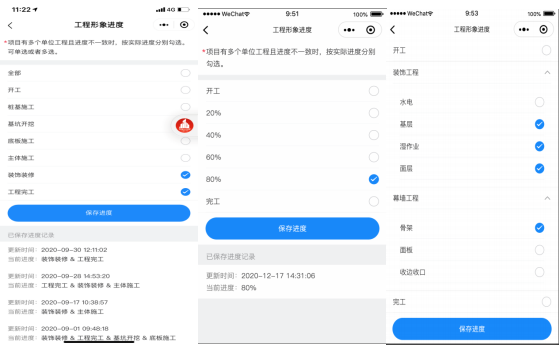 11:22
4G
工程形象进度
*项目有多个单位工程且进度不一致时，按实际进度分别勾选。
可单选或者多选。
全部
开工
桩基施工
基坑开挖
底板施工
主体施工
装饰装修
工程完工
保存进度
已保存进度记录
更新时间：2020-09-30 12:11:02
当前进度：装饰装修 & 工程完工
更新时间：2020-09-28 14:53:20
当前进度：工程完工 & 装饰装修 & 主体施工
更新时间：2020-09-17 10:38:57
当前进度：装饰装修 & 主体施工
更新时间：2020-09-01 09:48:18
当前进度：装饰装修 & 工程完工 & 基坑开挖 & 底板施工
WeChat
9:51
100%
工程形象进度
*项目有多个单位工程且进度不一致时，按实际进度分别
勾选。
开工
20%
40%
60%
80%
完工
保存进度
已保存进度记录
更新时间：2020-12-17 14:31:06
当前进度：80%
WeChat
9:53
100%
工程形象进度
开工
装饰工程
水电
基层
湿作业
面层
幕墙工程
骨架
面板
收边收口
完工
保存进度